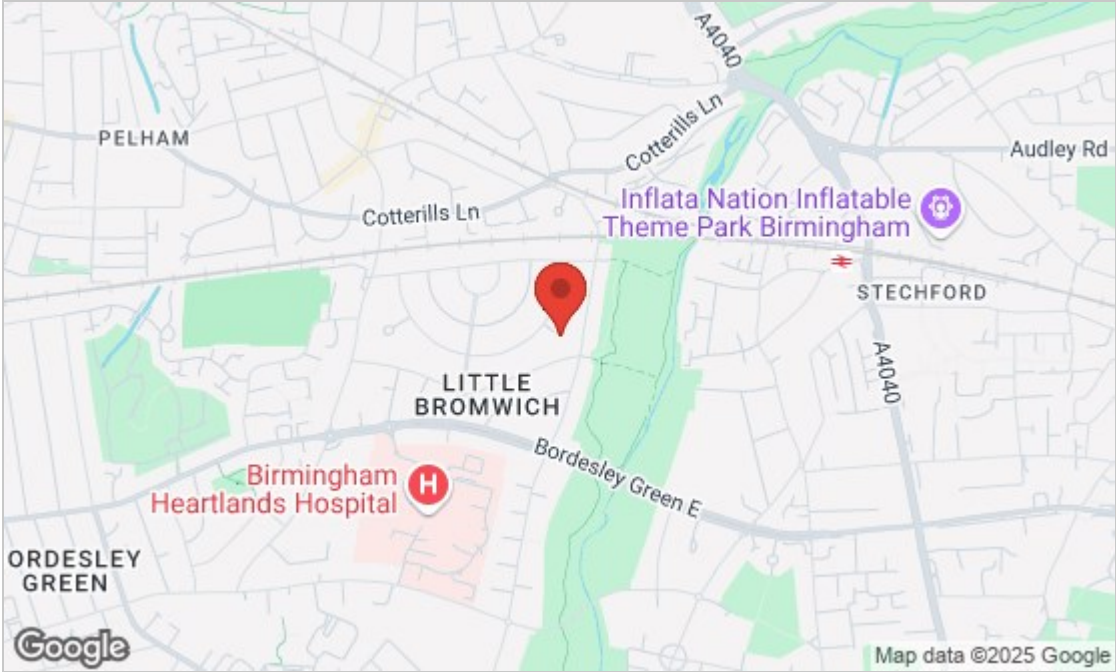 A4040
PELHAM
Cotterills Ln
Audley Rd
Cotterills Ln
Inflata Nation Inflatable
Theme Park Birmingham
STECHFORD
A4040
LITTLE
BROMWICH
Bordesley Green E
Birmingham
Heartlands Hospital
H
ORDESLEY
GREEN
Google
Map data ©2025 Google